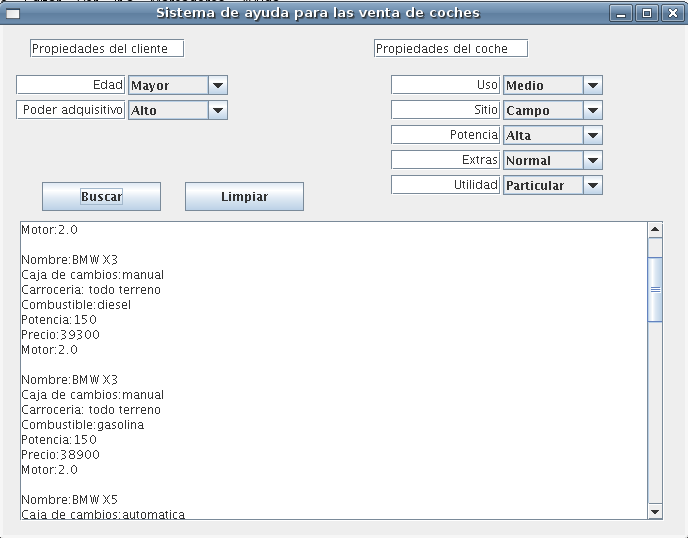 Sistema de ayuda para las venta de coches
Propiedades del cliente
Propiedades del coche
Edad Mayor
Uso Medio
Poder adquisitivo Alto
Sitio Campo
Potencia Alta
Extras Normal
Utilidad Particular
Buscar
Limpiar
Motor:2.0
Nombre:BMW X3
Caja de cambios:manual
Carroceria: todo terreno
Combustible:diesel
Potencia:150
Precio:39300
Motor:2.0
Nombre:BMW X3
Caja de cambios:manual
Carroceria: todo terreno
Combustible:gasolina
Potencia:150
Precio:38900
Motor:2.0
Nombre:BMW X5
Caja de cambios:automatica